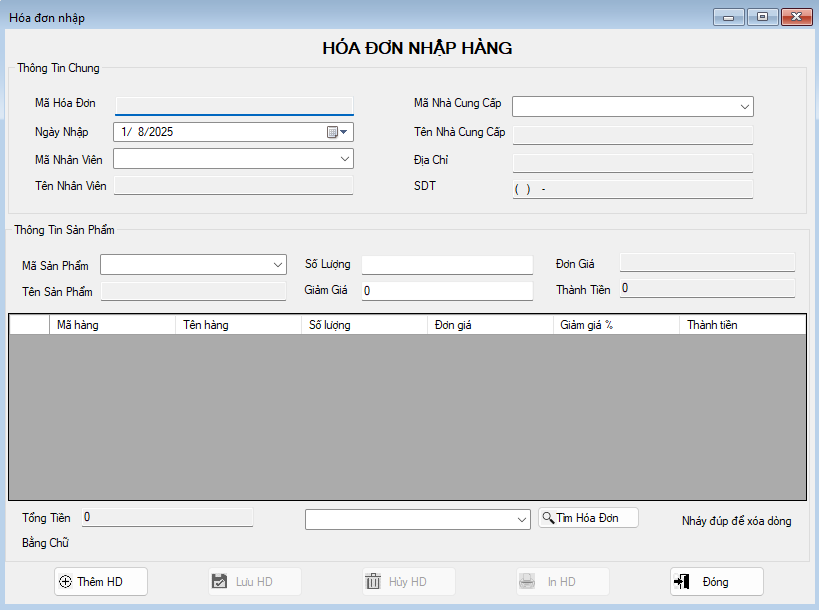 Hóa đơn nhập
HÓA ĐƠN NHẬP HÀNG
Thông Tin Chung
Mã Hóa Đơn
Mã Nhà Cung Cấp
Ngày Nhập 1/ 8/2025
Tên Nhà Cung Cấp
Mã Nhân Viên
Địa Chỉ
Tên Nhân Viên
SDT ( ) -
Thông Tin Sản Phẩm
Mã Sản Phẩm Số Lượng Đơn Giá
Tên Sản Phẩm Giảm Giá 0 Thành Tiền 0
Mã hàng Tên hàng Số lượng Đơn giá Giảm giá % Thành tiền
Tổng Tiền 0 Tìm Hóa Đơn Nháy đúp để xóa dòng
Bằng Chữ
Thêm HD Lưu HD Hủy HD In HD Đóng